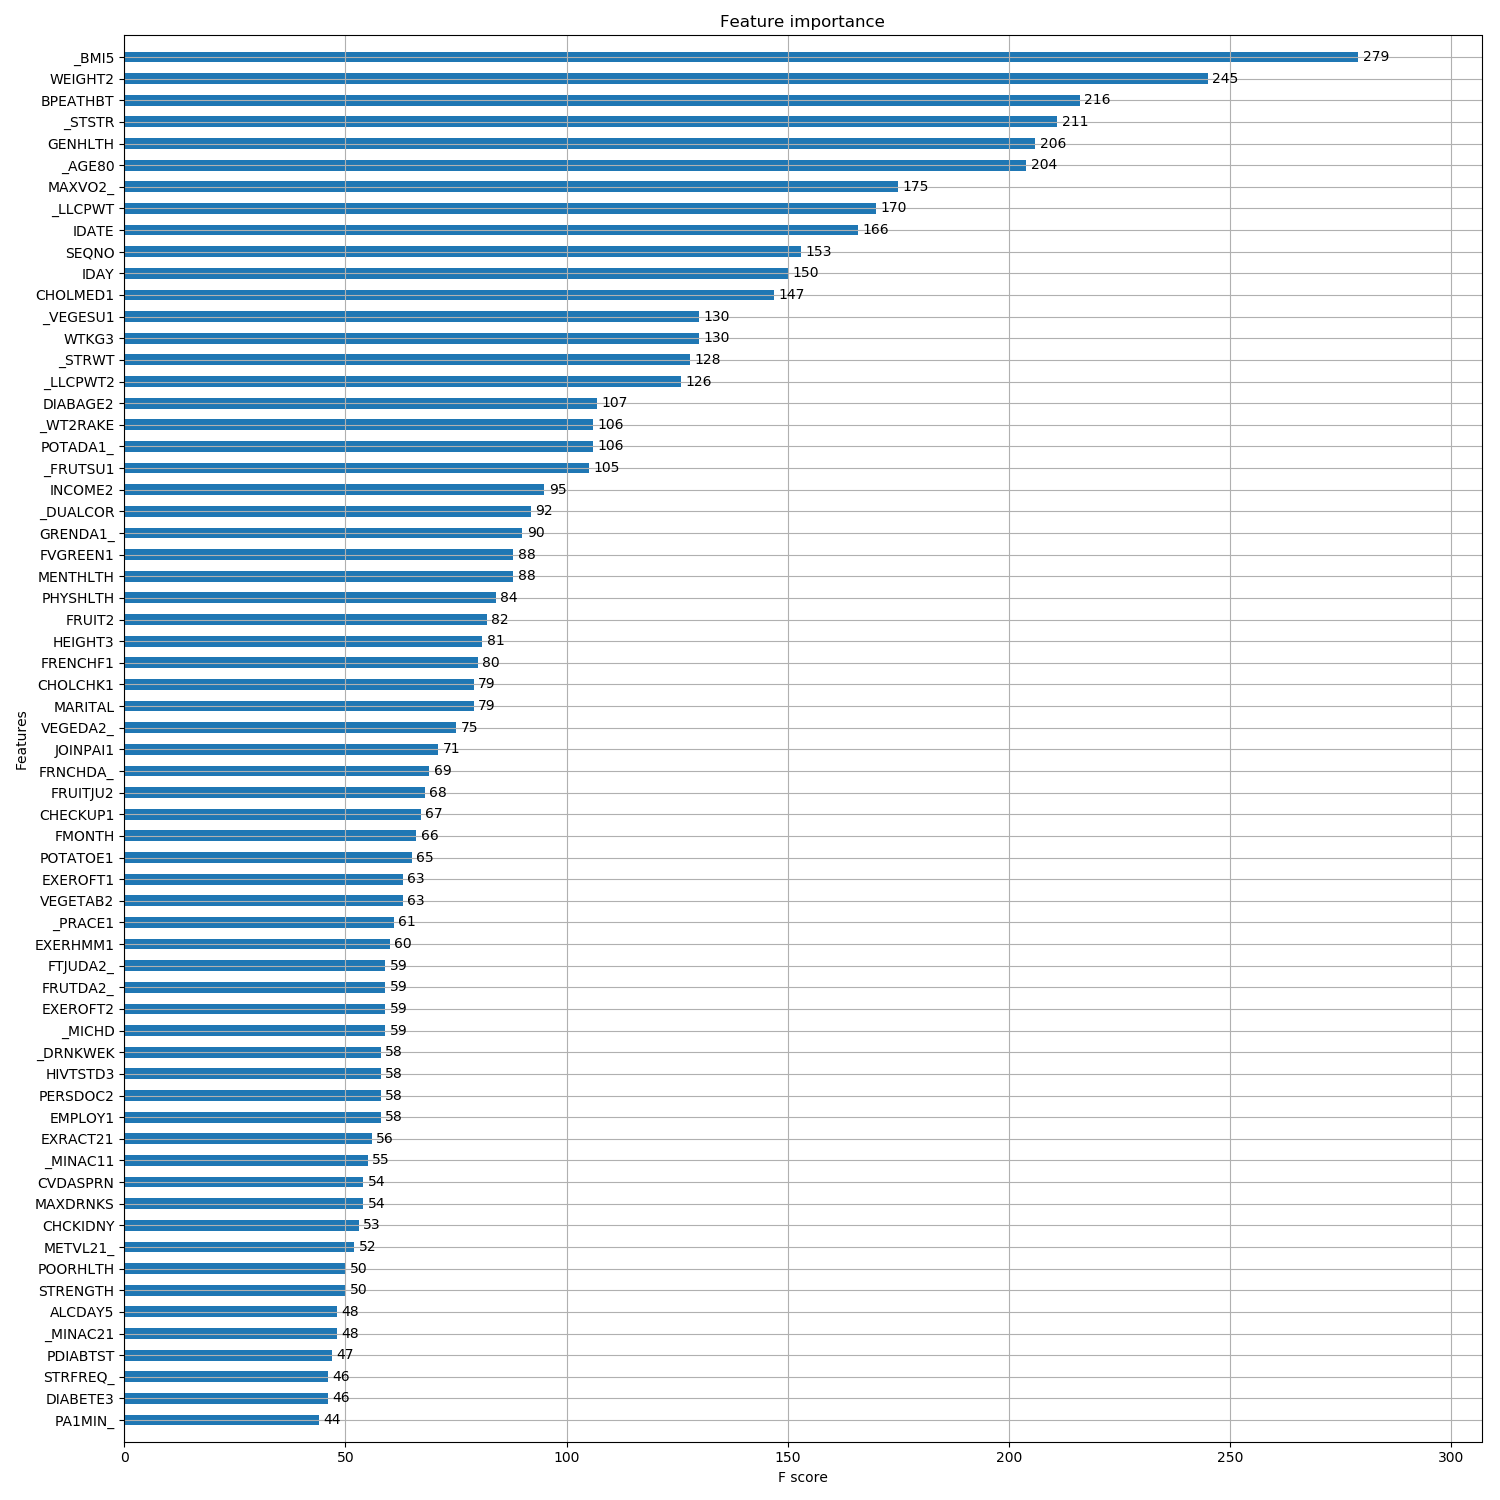 Feature importance
_BMI5 279
WEIGHT2 245
BPEATHBT 216
_STSTR 211
GENHLTH 206
_AGE80 204
MAXVO2_ 175
_LLCPWT 170
IDATE 166
SEQNO 153
IDAY 150
CHOLMED1 147
_VEGESU1 130
WTKG3 130
_STRWT 128
_LLCPWT2 126
DIABAGE2 107
_WT2RAKE 106
POTADA1_ 106
_FRUTSU1 105
INCOME2 95
_DUALCOR 92
GRENDA1_ 90
FVGREEN1 88
MENTHLTH 88
PHYSHLTH 84
FRUIT2 82
HEIGHT3 81
FRENCHF1 80
CHOLCHK1 79
MARITAL 79
VEGEDA2_ 75
JOINPAI1 71
FRNCHDA_ 69
FRUITJU2 68
CHECKUP1 67
FMONTH 66
POTATOE1 65
EXEROFT1 63
VEGETAB2 63
_PRACE1 61
EXERHMM1 60
FTJUDA2_ 59
FRUTDA2_ 59
EXEROFT2 59
_MICHD 59
_DRNKWEK 58
HIVTSTD3 58
PERSDOC2 58
EMPLOY1 58
EXRACT21 56
_MINAC11 55
CVDASPRN 54
MAXDRNKS 54
CHCKIDNY 53
METVL21_ 52
POORHLTH 50
STRENGTH 50
ALCDAY5 48
_MINAC21 48
PDIABTST 47
STRFREQ_ 46
DIABETE3 46
PA1MIN_ 44
Features
0 50 100 150 200 250 300
F score